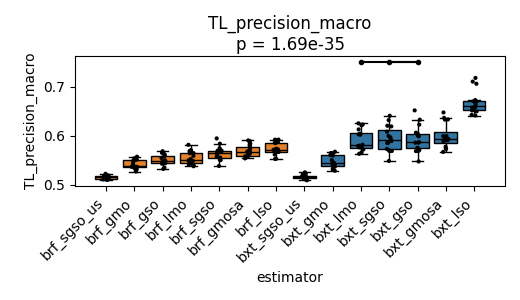 TL_precision_macro
p = 1.69e-35
TL_precision_macro
0.7
0.6
0.5
brf_sgso_us
brf_gmo
brf_gso
brf_lmo
brf_sgso
brf_gmosa
brf_lso
bxt_sgso_us
bxt_gmo
bxt_lmo
bxt_sgso
bxt_gso
bxt_gmosa
bxt_lso
estimator